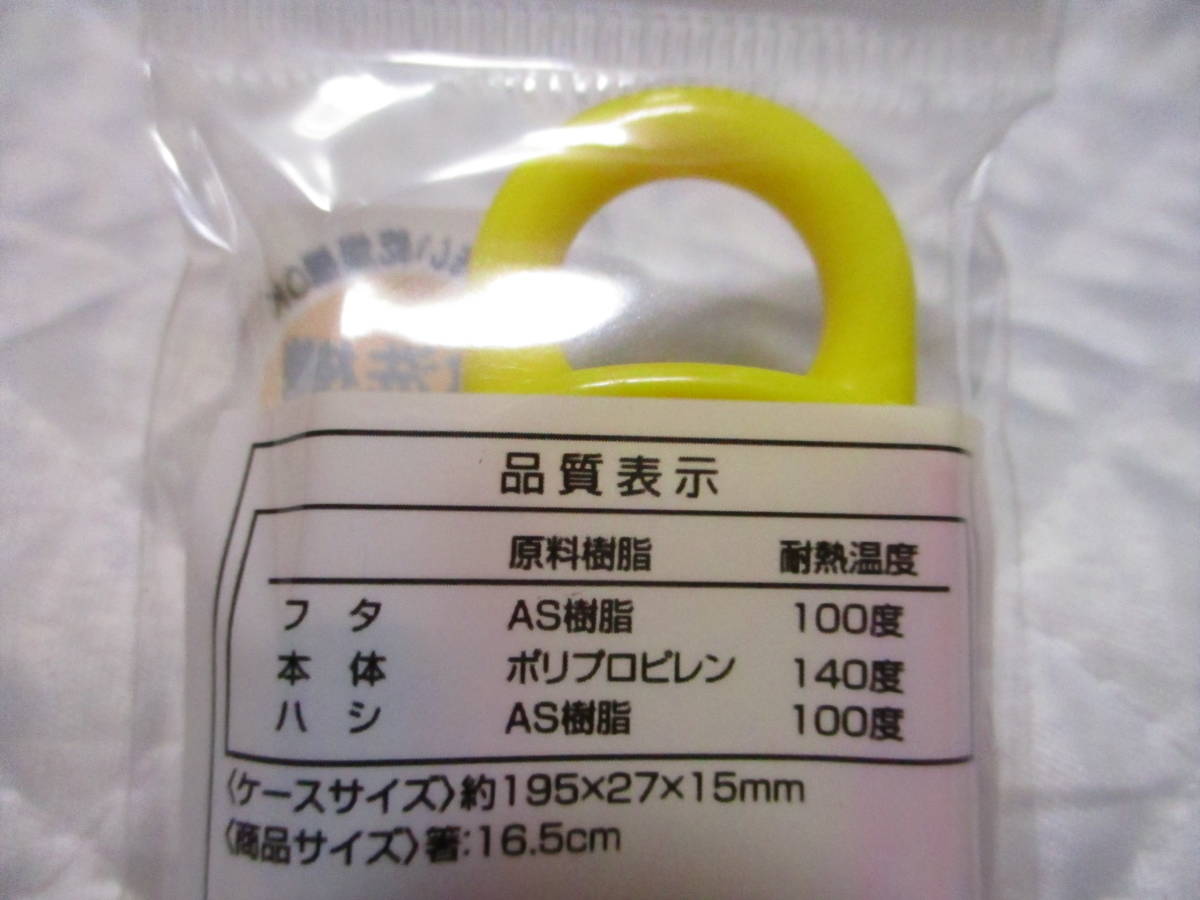 品質表示
原料樹脂 耐熱温度
フタ AS樹脂 100度
本体 ポリプロピレン 140度
ハシ AS樹脂 100度
〈ケースサイズ〉約195×27×15mm
〈商品サイズ〉箸:16.5cm